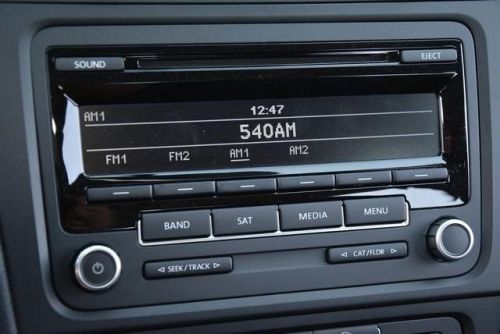 SOUND
EJECT
AM1
12:47
540AM
FM1 FM2 AM1 AM2
BAND SAT MEDIA MENU
◁ SEEK/TRACK ▷
◁ CAT/FLDR ▷